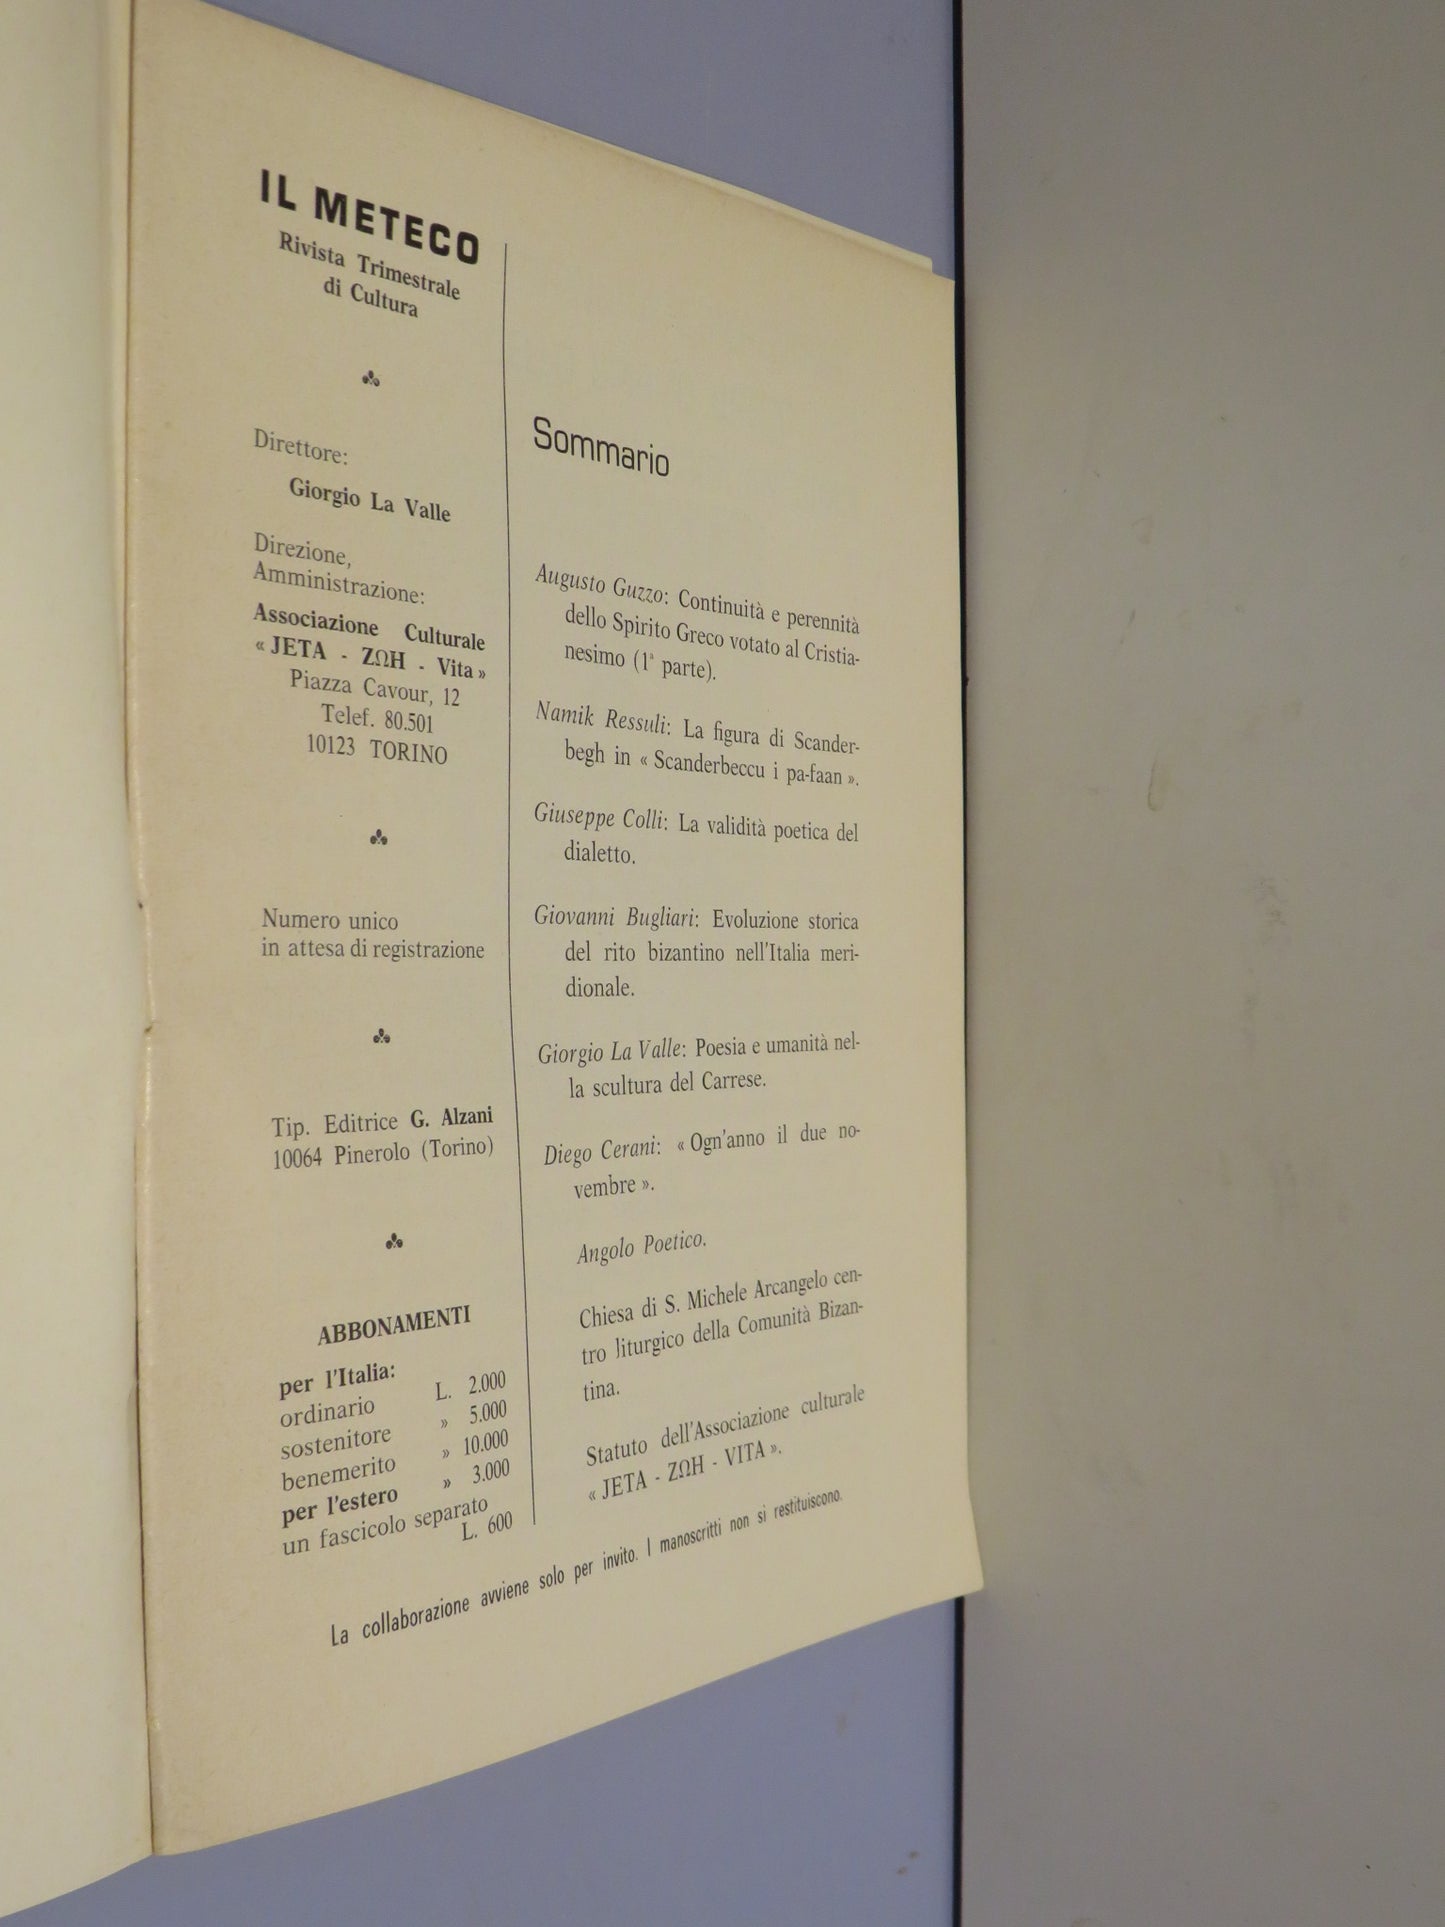 IL METECO
Rivista Trimestrale
di Cultura
Direttore:
Giorgio La Valle
Direzione,
Amministrazione:
Associazione Culturale
« JETA - ZΩH - Vita »
Piazza Cavour, 12
Telef. 80.501
10123 TORINO
Numero unico
in attesa di registrazione
Tip. Editrice G. Alzani
10064 Pinerolo (Torino)
ABBONAMENTI
per l'Italia:
ordinario L. 2.000
sostenitore » 5.000
benemerito » 10.000
per l'estero » 3.000
un fascicolo separato
L. 600
Sommario
Augusto Guzzo: Continuità e perennità
dello Spirito Greco votato al Cristia-
nesimo (1ª parte).
Namik Ressuli: La figura di Scander-
begh in « Scanderbeccu i pa-faan ».
Giuseppe Colli: La validità poetica del
dialetto.
Giovanni Bugliari: Evoluzione storica
del rito bizantino nell'Italia meri-
dionale.
Giorgio La Valle: Poesia e umanità nel-
la scultura del Carrese.
Diego Cerani: « Ogn'anno il due no-
vembre ».
Angolo Poetico.
Chiesa di S. Michele Arcangelo cen-
tro liturgico della Comunità Bizan-
tina.
Statuto dell'Associazione culturale
« JETA - ZΩH - VITA ».
La collaborazione avviene solo per invito. I manoscritti non si restituiscono.